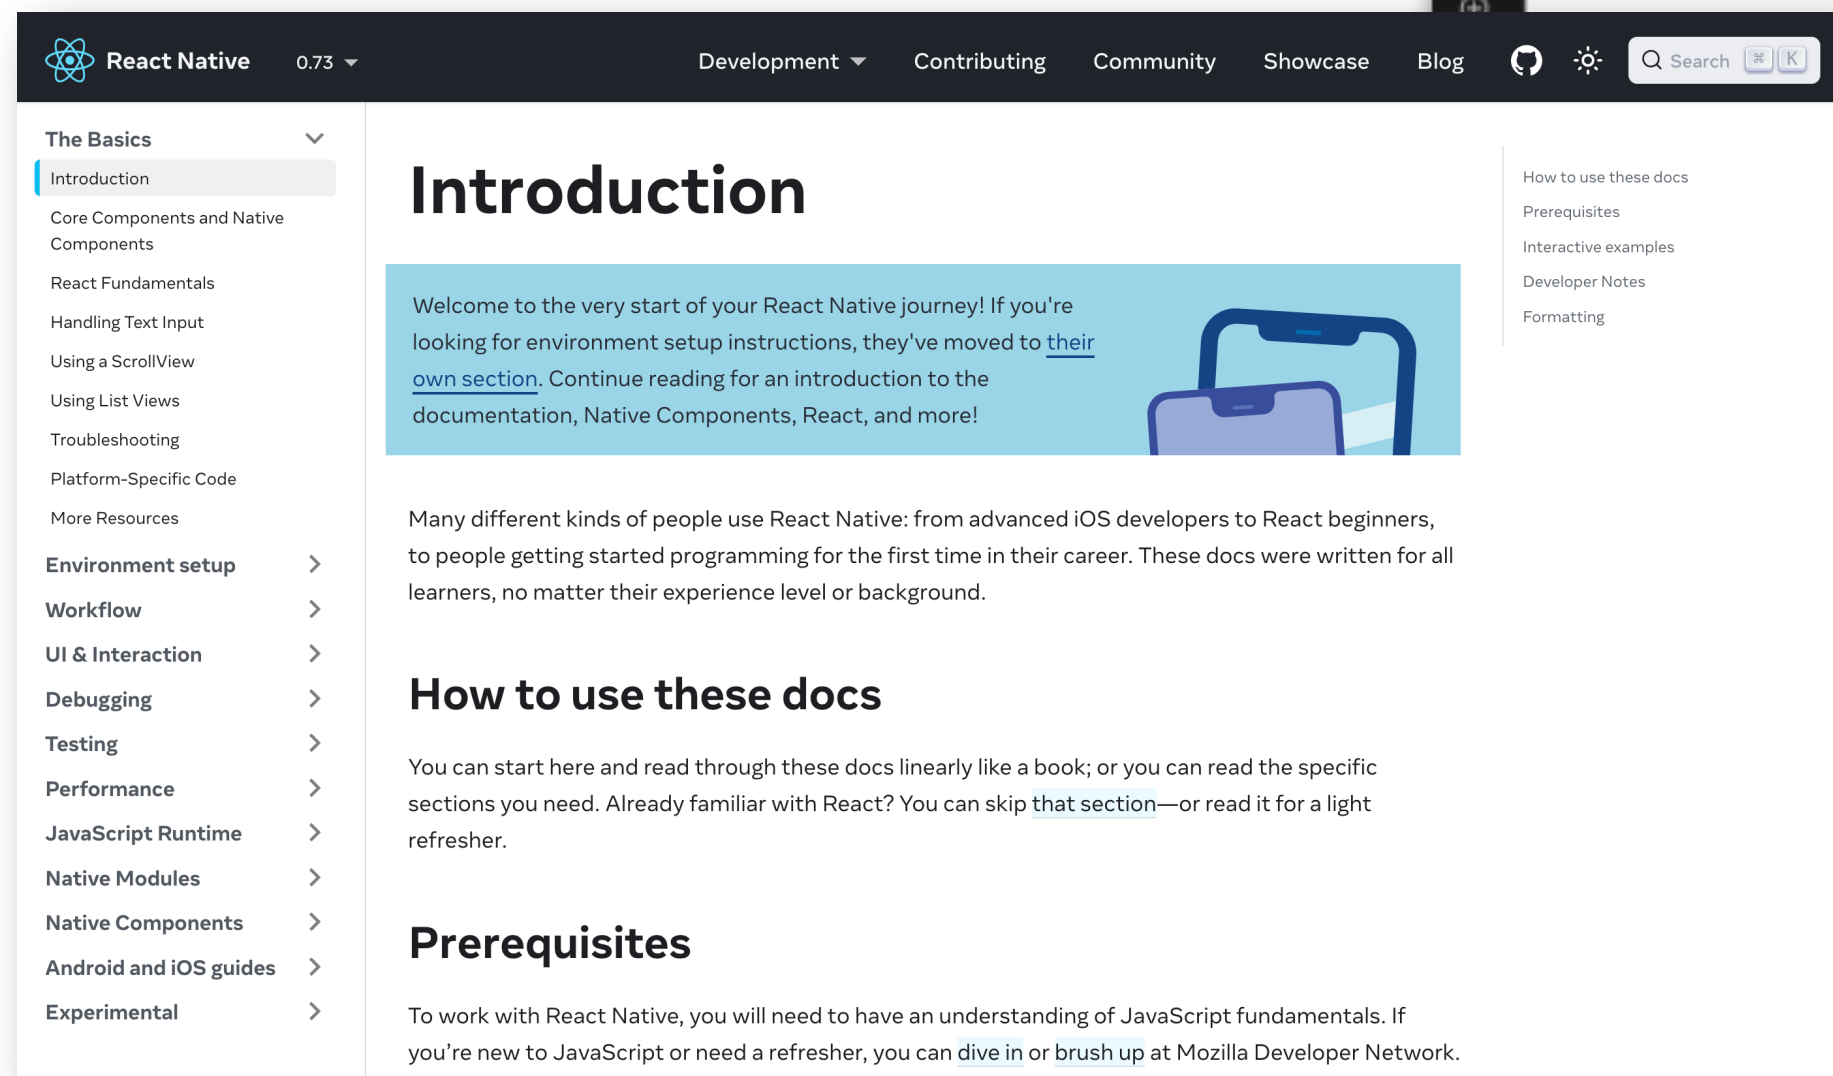 React Native
0.73
Development
Contributing
Community
Showcase
Blog
Search
⌘
K
The Basics
Introduction
Core Components and Native
Components
React Fundamentals
Handling Text Input
Using a ScrollView
Using List Views
Troubleshooting
Platform-Specific Code
More Resources
Environment setup
Workflow
UI & Interaction
Debugging
Testing
Performance
JavaScript Runtime
Native Modules
Native Components
Android and iOS guides
Experimental
Introduction
Welcome to the very start of your React Native journey! If you're
looking for environment setup instructions, they've moved to their
own section. Continue reading for an introduction to the
documentation, Native Components, React, and more!
Many different kinds of people use React Native: from advanced iOS developers to React beginners,
to people getting started programming for the first time in their career. These docs were written for all
learners, no matter their experience level or background.
How to use these docs
You can start here and read through these docs linearly like a book; or you can read the specific
sections you need. Already familiar with React? You can skip that section—or read it for a light
refresher.
Prerequisites
To work with React Native, you will need to have an understanding of JavaScript fundamentals. If
you’re new to JavaScript or need a refresher, you can dive in or brush up at Mozilla Developer Network.
How to use these docs
Prerequisites
Interactive examples
Developer Notes
Formatting